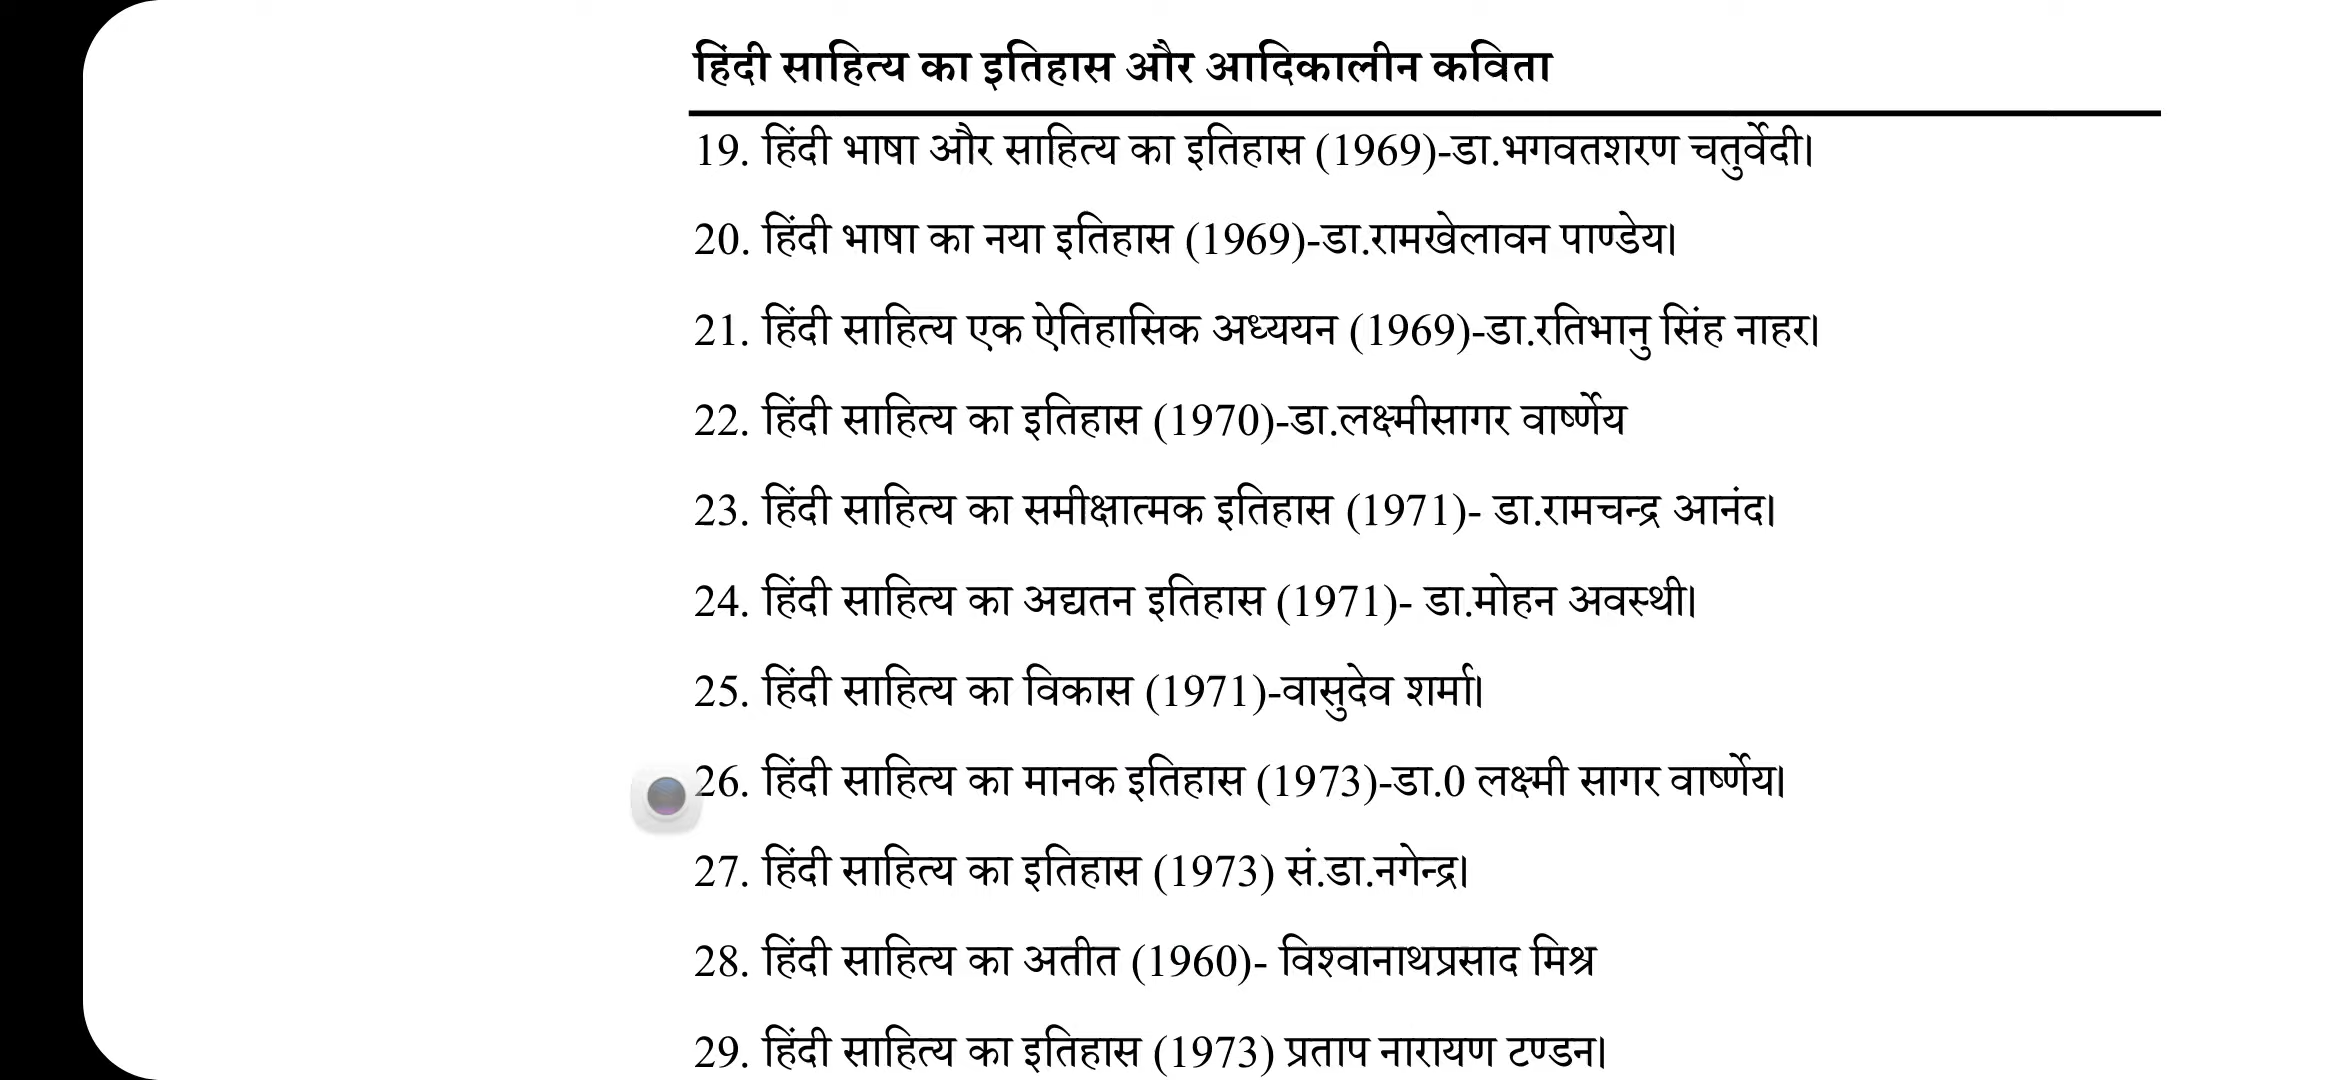 हिंदी साहित्य का इतिहास और आदिकालीन कविता
19. हिंदी भाषा और साहित्य का इतिहास (1969)-डा.भगवतशरण चतुर्वेदी।
20. हिंदी भाषा का नया इतिहास (1969)-डा.रामखेलावन पाण्डेय।
21. हिंदी साहित्य एक ऐतिहासिक अध्ययन (1969)-डा.रतिभानु सिंह नाहर।
22. हिंदी साहित्य का इतिहास (1970)-डा.लक्ष्मीसागर वार्ष्णेय
23. हिंदी साहित्य का समीक्षात्मक इतिहास (1971)- डा.रामचन्द्र आनंद।
24. हिंदी साहित्य का अद्यतन इतिहास (1971)- डा.मोहन अवस्थी।
25. हिंदी साहित्य का विकास (1971)-वासुदेव शर्मा।
26. हिंदी साहित्य का मानक इतिहास (1973)-डा.0 लक्ष्मी सागर वार्ष्णेय।
27. हिंदी साहित्य का इतिहास (1973) सं.डा.नगेन्द्र।
28. हिंदी साहित्य का अतीत (1960)- विश्वानाथप्रसाद मिश्र
29. हिंदी साहित्य का इतिहास (1973) प्रताप नारायण टण्डन।